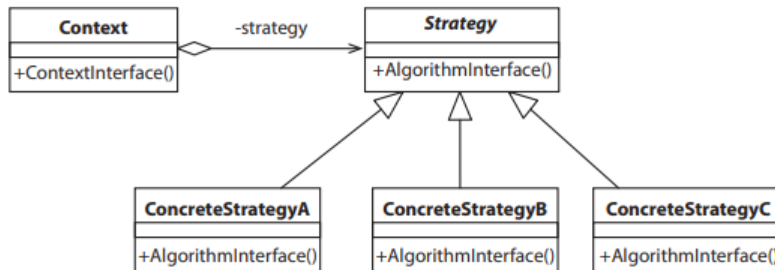 Context
-strategy
Strategy
+ContextInterface()
+AlgorithmInterface()
ConcreteStrategyA
ConcreteStrategyB
ConcreteStrategyC
+AlgorithmInterface()
+AlgorithmInterface()
+AlgorithmInterface()